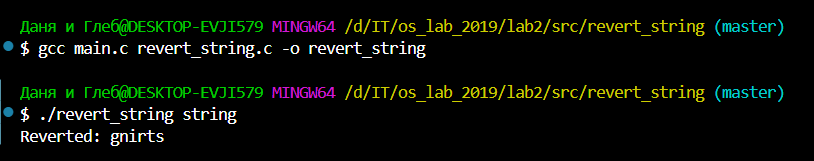 Даня и Глеб@DESKTOP-EVJI579 MINGW64 /d/IT/os_lab_2019/lab2/src/revert_string (master)
$ gcc main.c revert_string.c -o revert_string
Даня и Глеб@DESKTOP-EVJI579 MINGW64 /d/IT/os_lab_2019/lab2/src/revert_string (master)
$ ./revert_string string
Reverted: gnirts